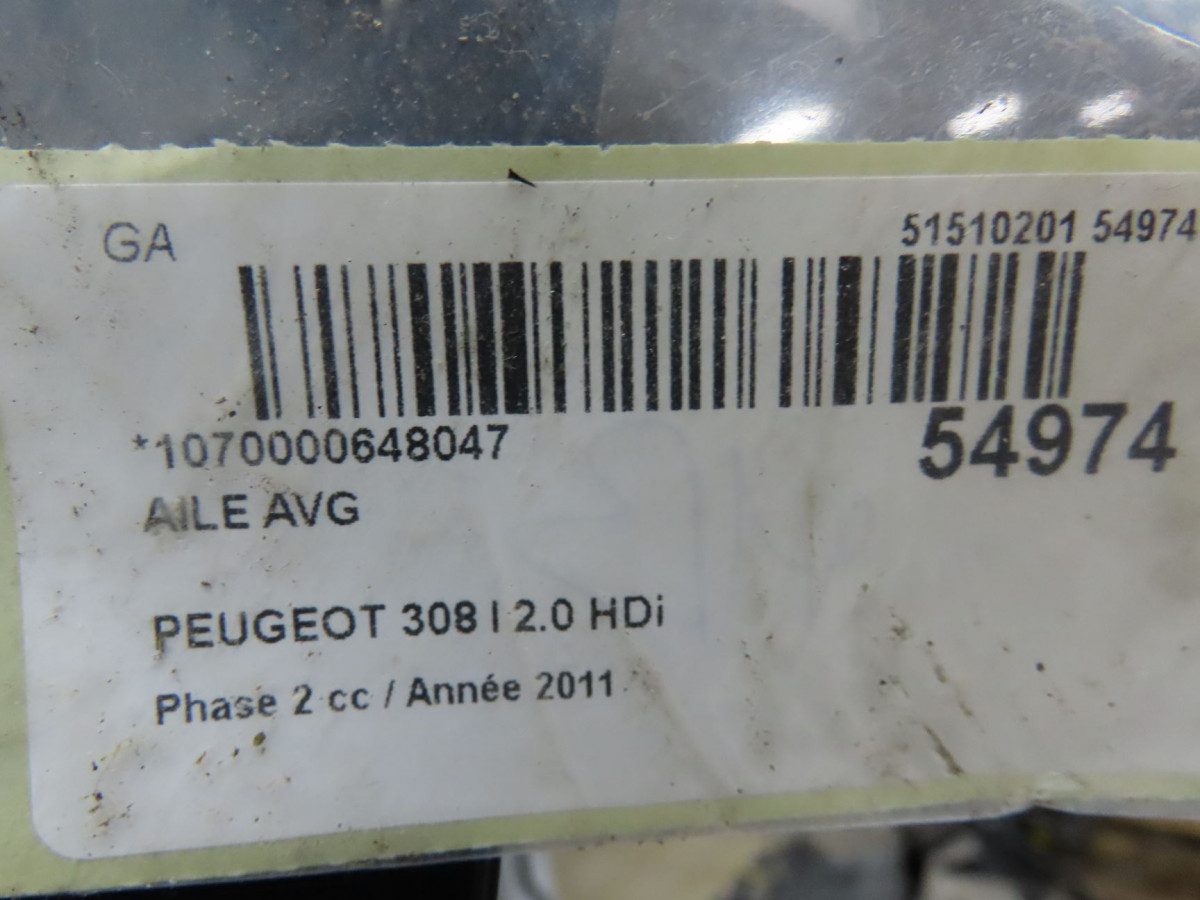 GA
51510201 54974
*1070000648047
54974
AILE AVG
PEUGEOT 308 I 2.0 HDi
Phase 2 cc / Année 2011